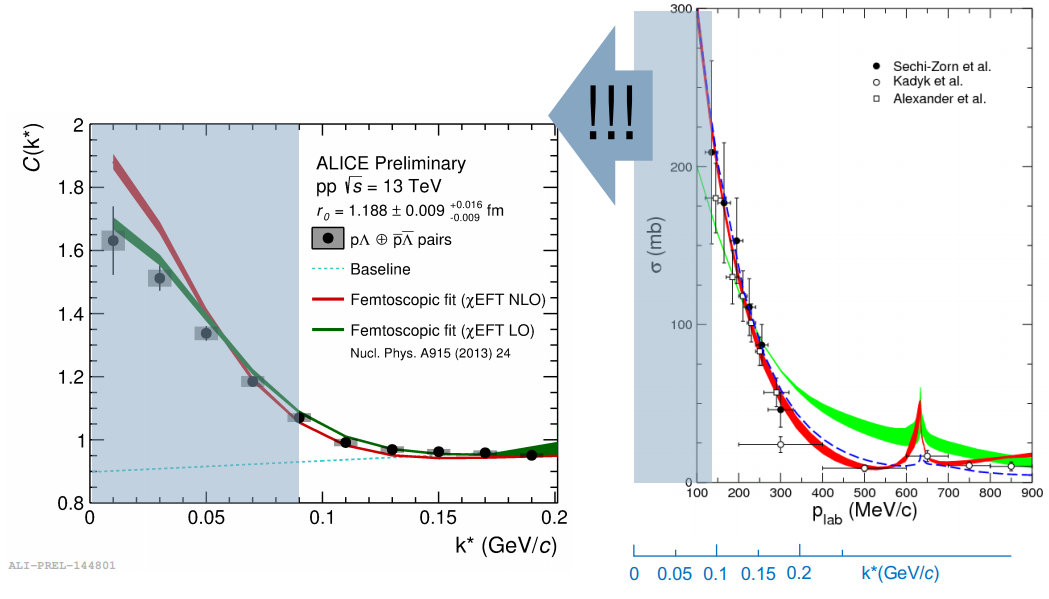 2
1.8
1.6
1.4
1.2
1
0.8
C(k*)
0
0.05
0.1
0.15
0.2
k* (GeV/c)
ALICE Preliminary
pp √s = 13 TeV
r₀ = 1.188 ± 0.009 +0.016 -0.009 fm
pΛ ⊕ p̅Λ̅ pairs
Baseline
Femtoscopic fit (χEFT NLO)
Femtoscopic fit (χEFT LO)
Nucl. Phys. A915 (2013) 24
ALI-PREL-144801
!!!
300
200
100
0
σ (mb)
Sechi-Zorn et al.
Kadyk et al.
Alexander et al.
100 200 300 400 500 600 700 800 900
p_lab (MeV/c)
0 0.05 0.1 0.15 0.2 k*(GeV/c)